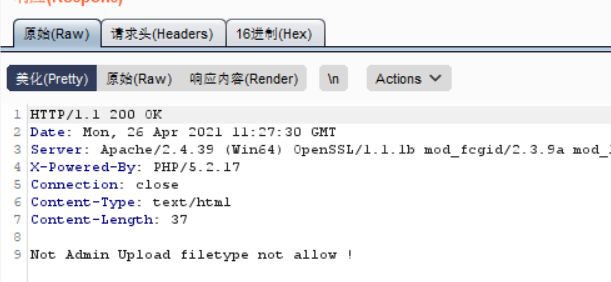 响应(Respons)
原始(Raw) 请求头(Headers) 16进制(Hex)
美化(Pretty) 原始(Raw) 响应内容(Render) \n Actions
1 HTTP/1.1 200 OK
2 Date: Mon, 26 Apr 2021 11:27:30 GMT
3 Server: Apache/2.4.39 (Win64) OpenSSL/1.1.1b mod_fcgid/2.3.9a mod_
4 X-Powered-By: PHP/5.2.17
5 Connection: close
6 Content-Type: text/html
7 Content-Length: 37
8
9 Not Admin Upload filetype not allow !